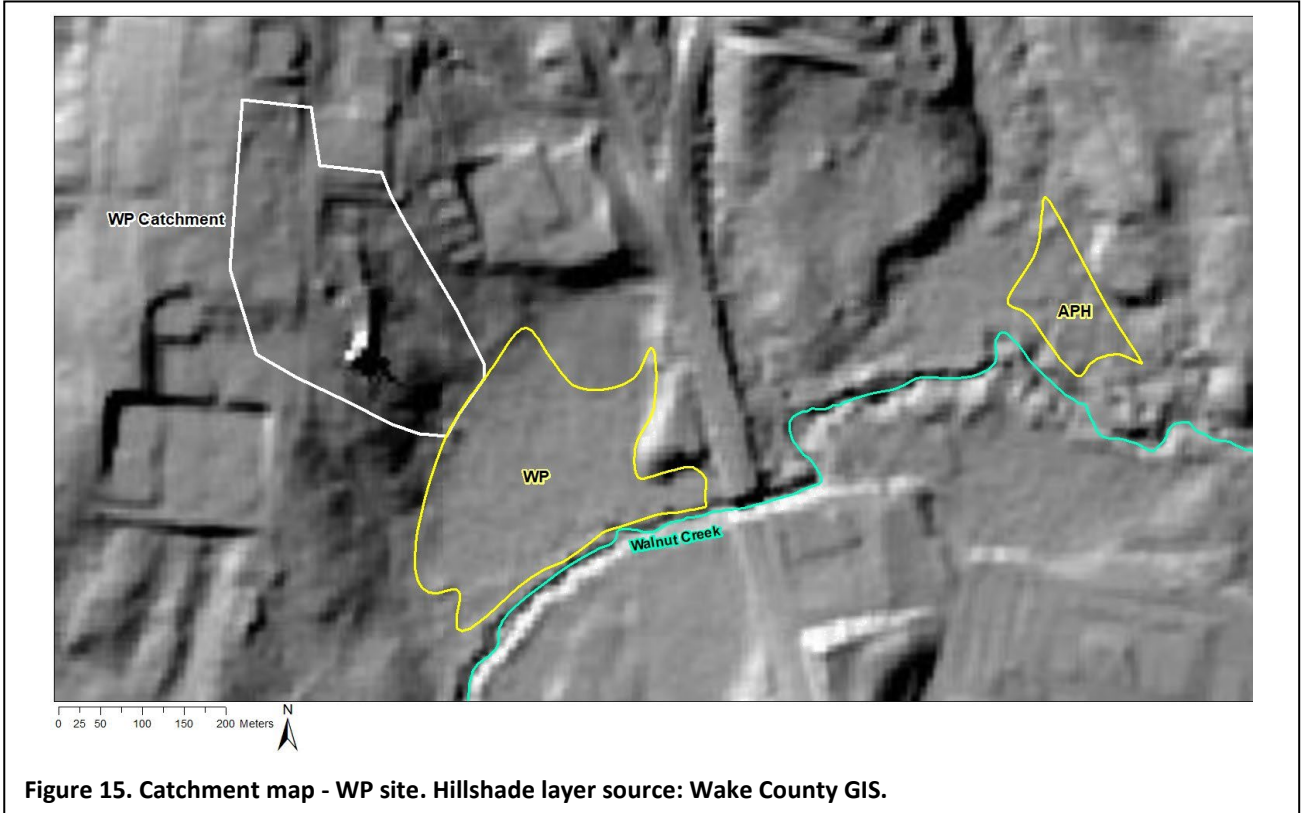 WP Catchment
APH
WP
Walnut Creek
N
0 25 50 100 150 200 Meters
Figure 15. Catchment map - WP site. Hillshade layer source: Wake County GIS.